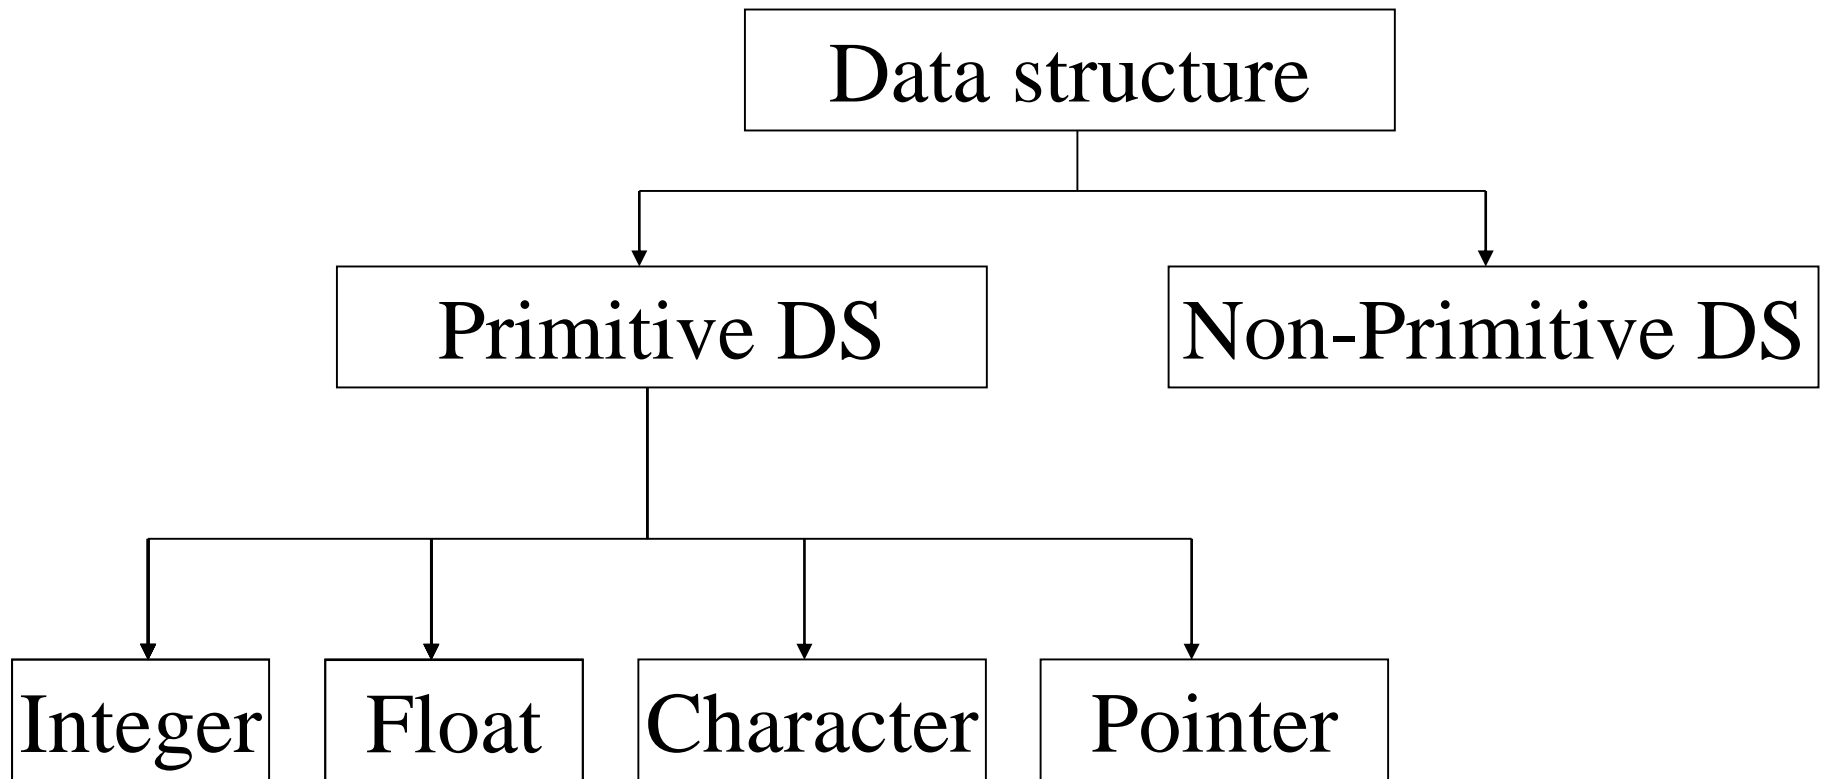 Data structure
Primitive DS
Non-Primitive DS
Integer
Float
Character
Pointer